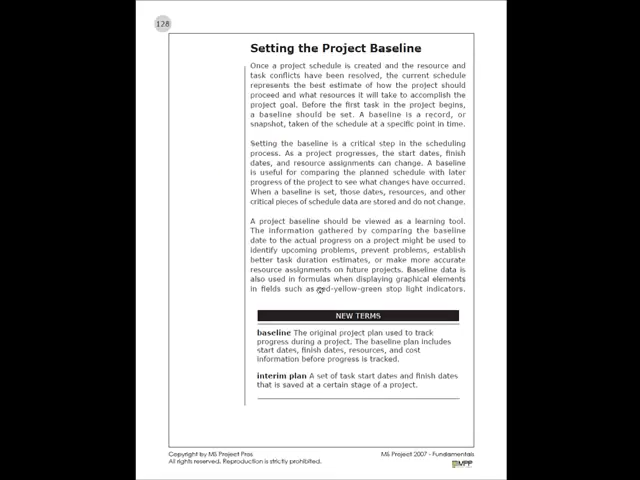 128
Setting the Project Baseline
Once a project schedule is created and the resource and
task conflicts have been resolved, the current schedule
represents the best estimate of how the project should
proceed and what resources it will take to accomplish the
project goal. Before the first task in the project begins,
a baseline should be set. A baseline is a record, or
snapshot, taken of the schedule at a specific point in time.
Setting the baseline is a critical step in the scheduling
process. As a project progresses, the start dates, finish
dates, and resource assignments can change. A baseline
is useful for comparing the planned schedule with later
progress of the project to see what changes have occurred.
When a baseline is set, those dates, resources, and other
critical pieces of schedule data are stored and do not change.
A project baseline should be viewed as a learning tool.
The information gathered by comparing the baseline
date to the actual progress on a project might be used to
identify upcoming problems, prevent problems, establish
better task duration estimates, or make more accurate
resource assignments on future projects. Baseline data is
also used in formulas when displaying graphical elements
in fields such as red-yellow-green stop light indicators.
NEW TERMS
baseline The original project plan used to track
progress during a project. The baseline plan includes
start dates, finish dates, resources, and cost
information before progress is tracked.
interim plan A set of task start dates and finish dates
that is saved at a certain stage of a project.
Copyright by MS Project Pros
All rights reserved. Reproduction is strictly prohibited.
MS Project 2007 - Fundamentals
MPP